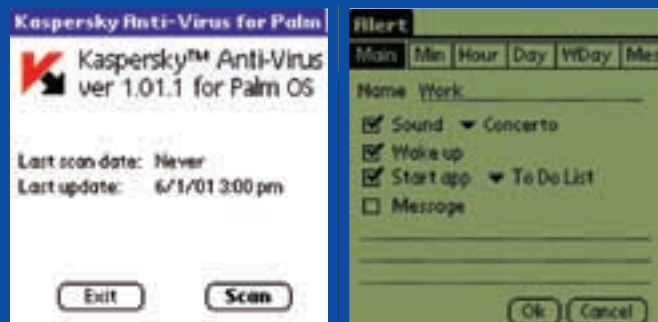 Kaspersky Anti-Virus for Palm
Kaspersky™ Anti-Virus
ver 1.01.1 for Palm OS
Last scan date: Never
Last update: 6/1/01 3:00 pm
Exit Scan
Alert
Main Min Hour Day WDay Mes
Name Work
Sound Concerto
Wake up
Start app To Do List
Message
Ok Cancel